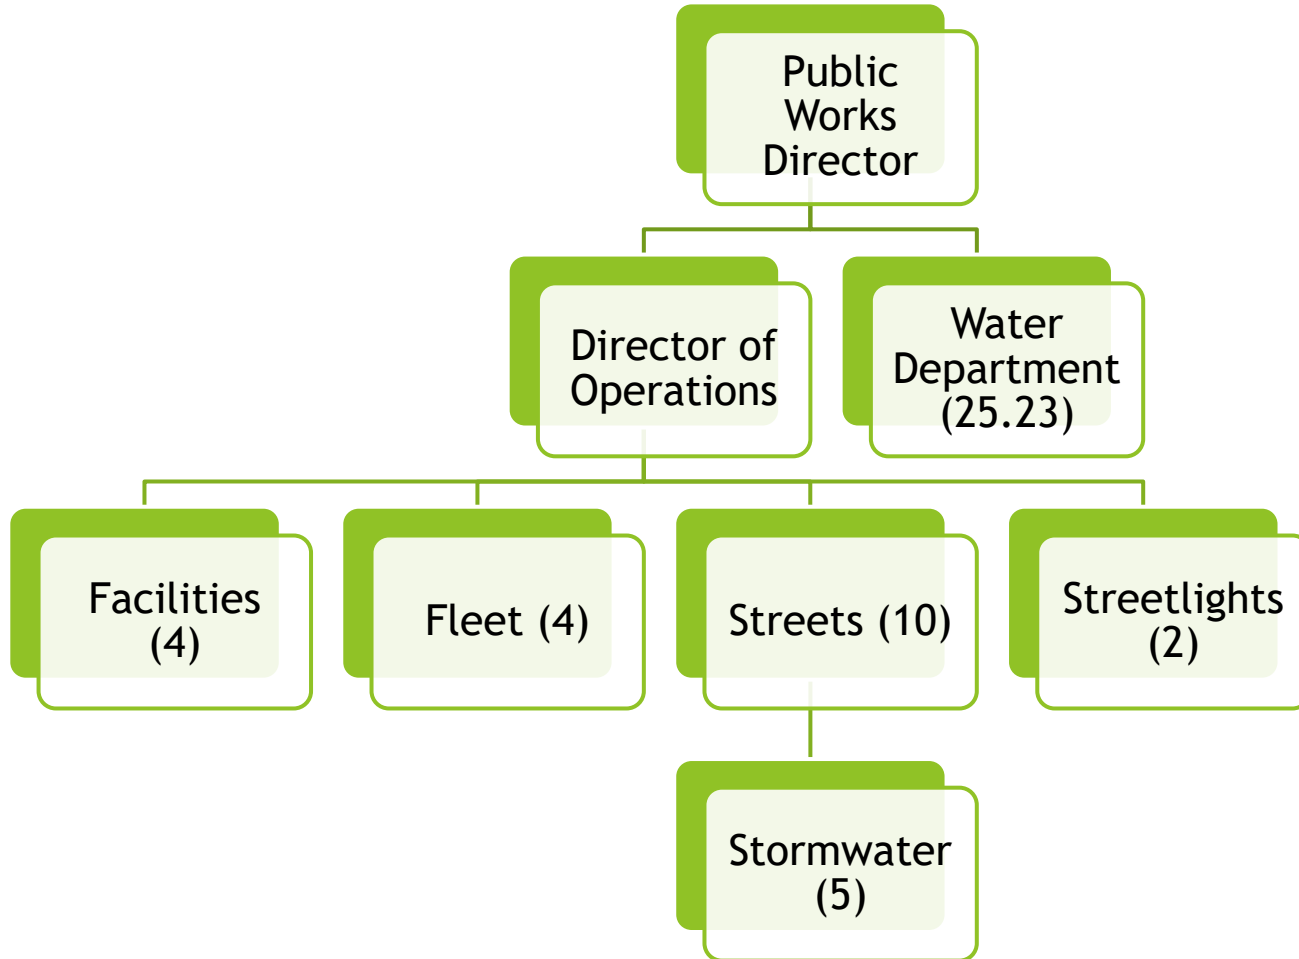 Public
Works
Director
Director of
Operations
Water
Department
(25.23)
Facilities
(4)
Fleet (4)
Streets (10)
Streetlights
(2)
Stormwater
(5)